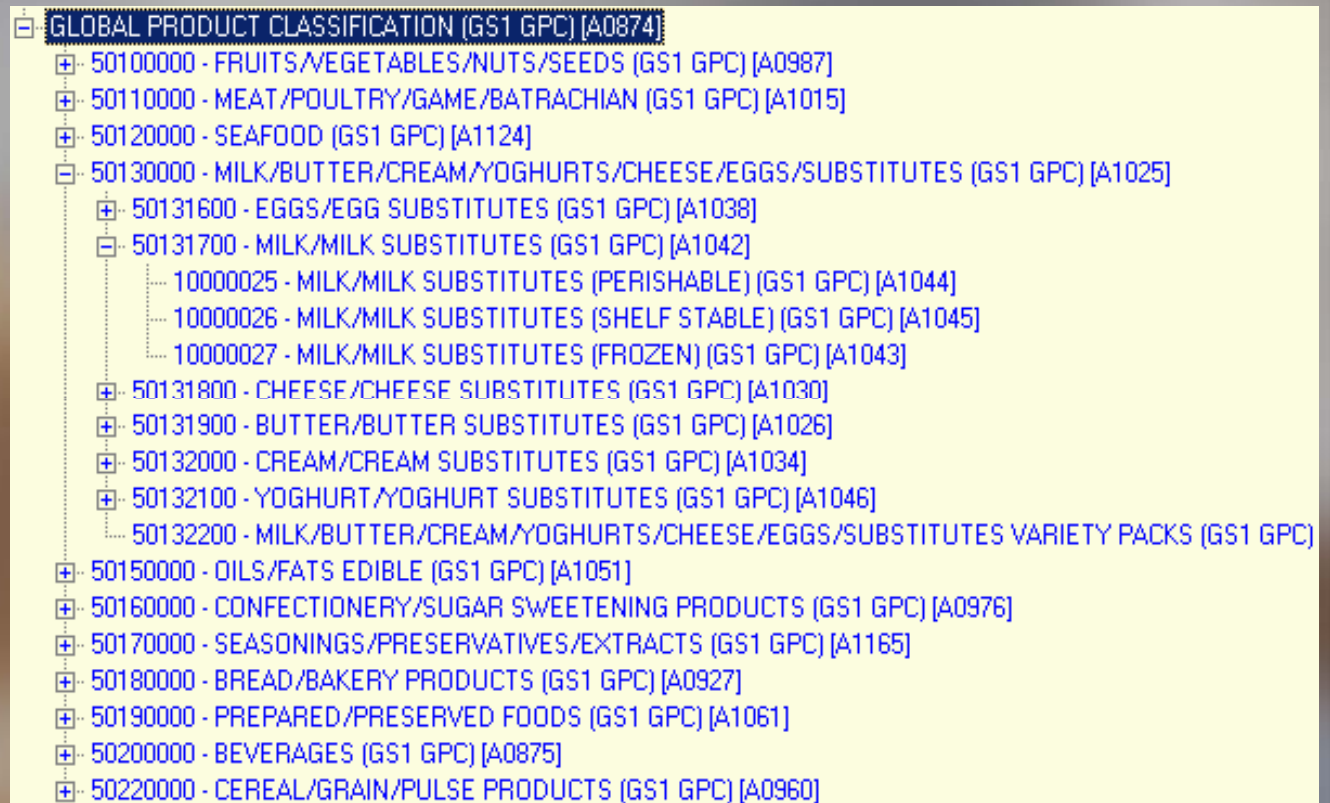 GLOBAL PRODUCT CLASSIFICATION (GS1 GPC) [A0874]
50100000 - FRUITS/VEGETABLES/NUTS/SEEDS (GS1 GPC) [A0987]
50110000 - MEAT/POULTRY/GAME/BATRACHIAN (GS1 GPC) [A1015]
50120000 - SEAFOOD (GS1 GPC) [A1124]
50130000 - MILK/BUTTER/CREAM/YOGHURTS/CHEESE/EGGS/SUBSTITUTES (GS1 GPC) [A1025]
50131600 - EGGS/EGG SUBSTITUTES (GS1 GPC) [A1038]
50131700 - MILK/MILK SUBSTITUTES (GS1 GPC) [A1042]
10000025 - MILK/MILK SUBSTITUTES (PERISHABLE) (GS1 GPC) [A1044]
10000026 - MILK/MILK SUBSTITUTES (SHELF STABLE) (GS1 GPC) [A1045]
10000027 - MILK/MILK SUBSTITUTES (FROZEN) (GS1 GPC) [A1043]
50131800 - CHEESE/CHEESE SUBSTITUTES (GS1 GPC) [A1030]
50131900 - BUTTER/BUTTER SUBSTITUTES (GS1 GPC) [A1026]
50132000 - CREAM/CREAM SUBSTITUTES (GS1 GPC) [A1034]
50132100 - YOGHURT/YOGHURT SUBSTITUTES (GS1 GPC) [A1046]
50132200 - MILK/BUTTER/CREAM/YOGHURTS/CHEESE/EGGS/SUBSTITUTES VARIETY PACKS (GS1 GPC)
50150000 - OILS/FATS EDIBLE (GS1 GPC) [A1051]
50160000 - CONFECTIONERY/SUGAR SWEETENING PRODUCTS (GS1 GPC) [A0976]
50170000 - SEASONINGS/PRESERVATIVES/EXTRACTS (GS1 GPC) [A1165]
50180000 - BREAD/BAKERY PRODUCTS (GS1 GPC) [A0927]
50190000 - PREPARED/PRESERVED FOODS (GS1 GPC) [A1061]
50200000 - BEVERAGES (GS1 GPC) [A0875]
50220000 - CEREAL/GRAIN/PULSE PRODUCTS (GS1 GPC) [A0960]